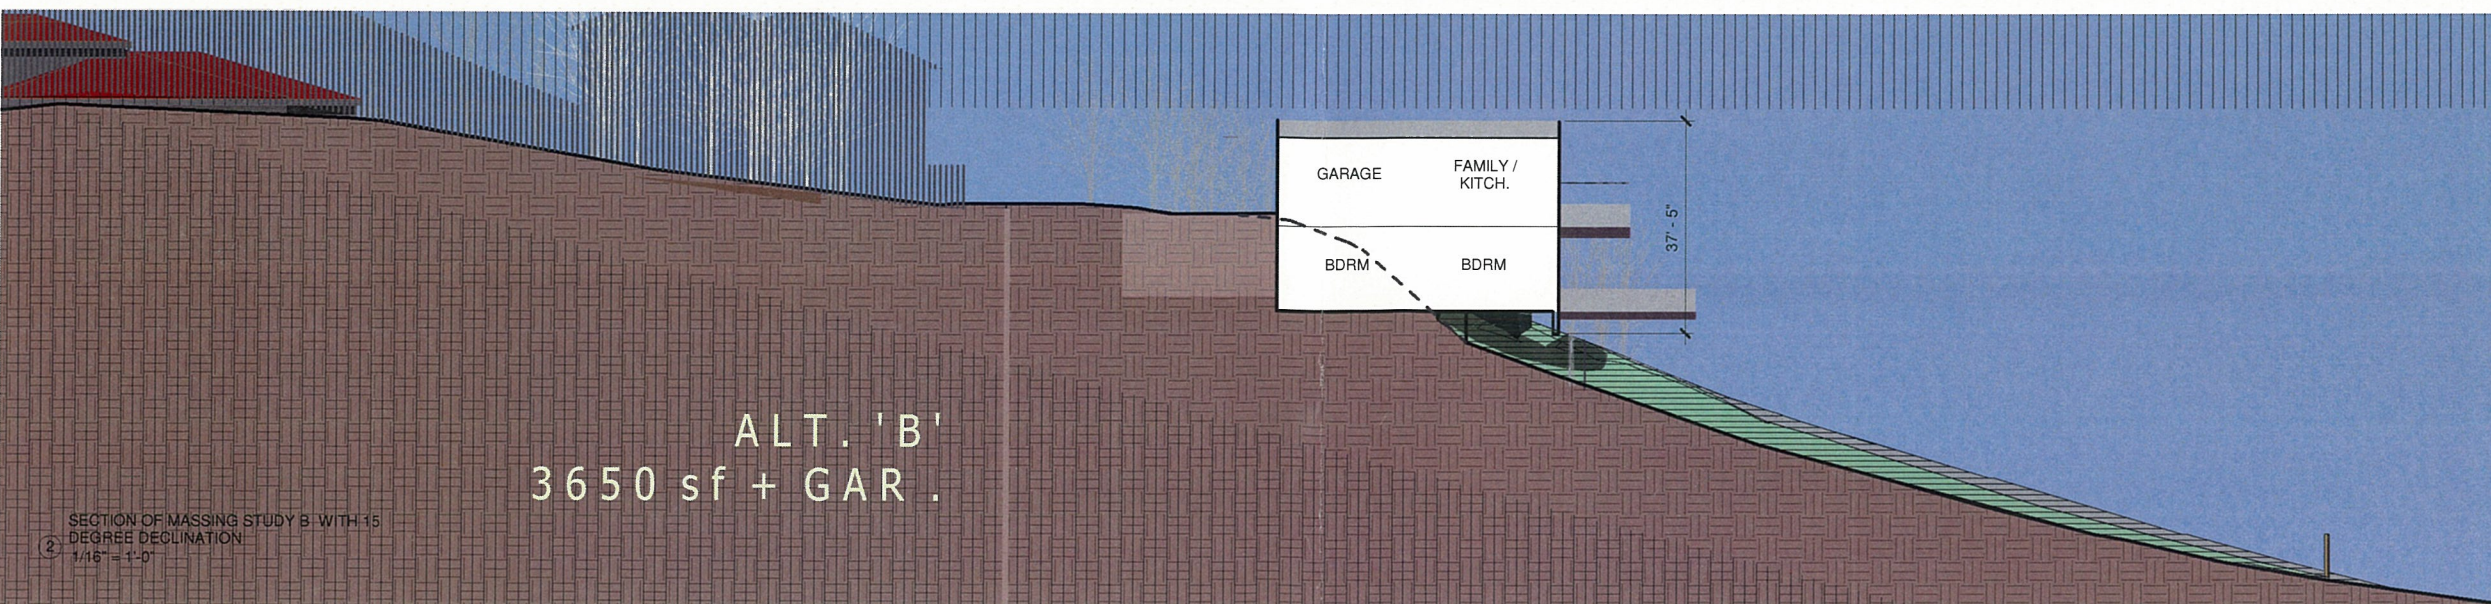 GARAGE
FAMILY /
KITCH.
BDRM
BDRM
37' - 5"
ALT. 'B'
3650 sf + GAR .
SECTION OF MASSING STUDY B WITH 15
DEGREE DECLINATION
2
1/16" = 1'-0"